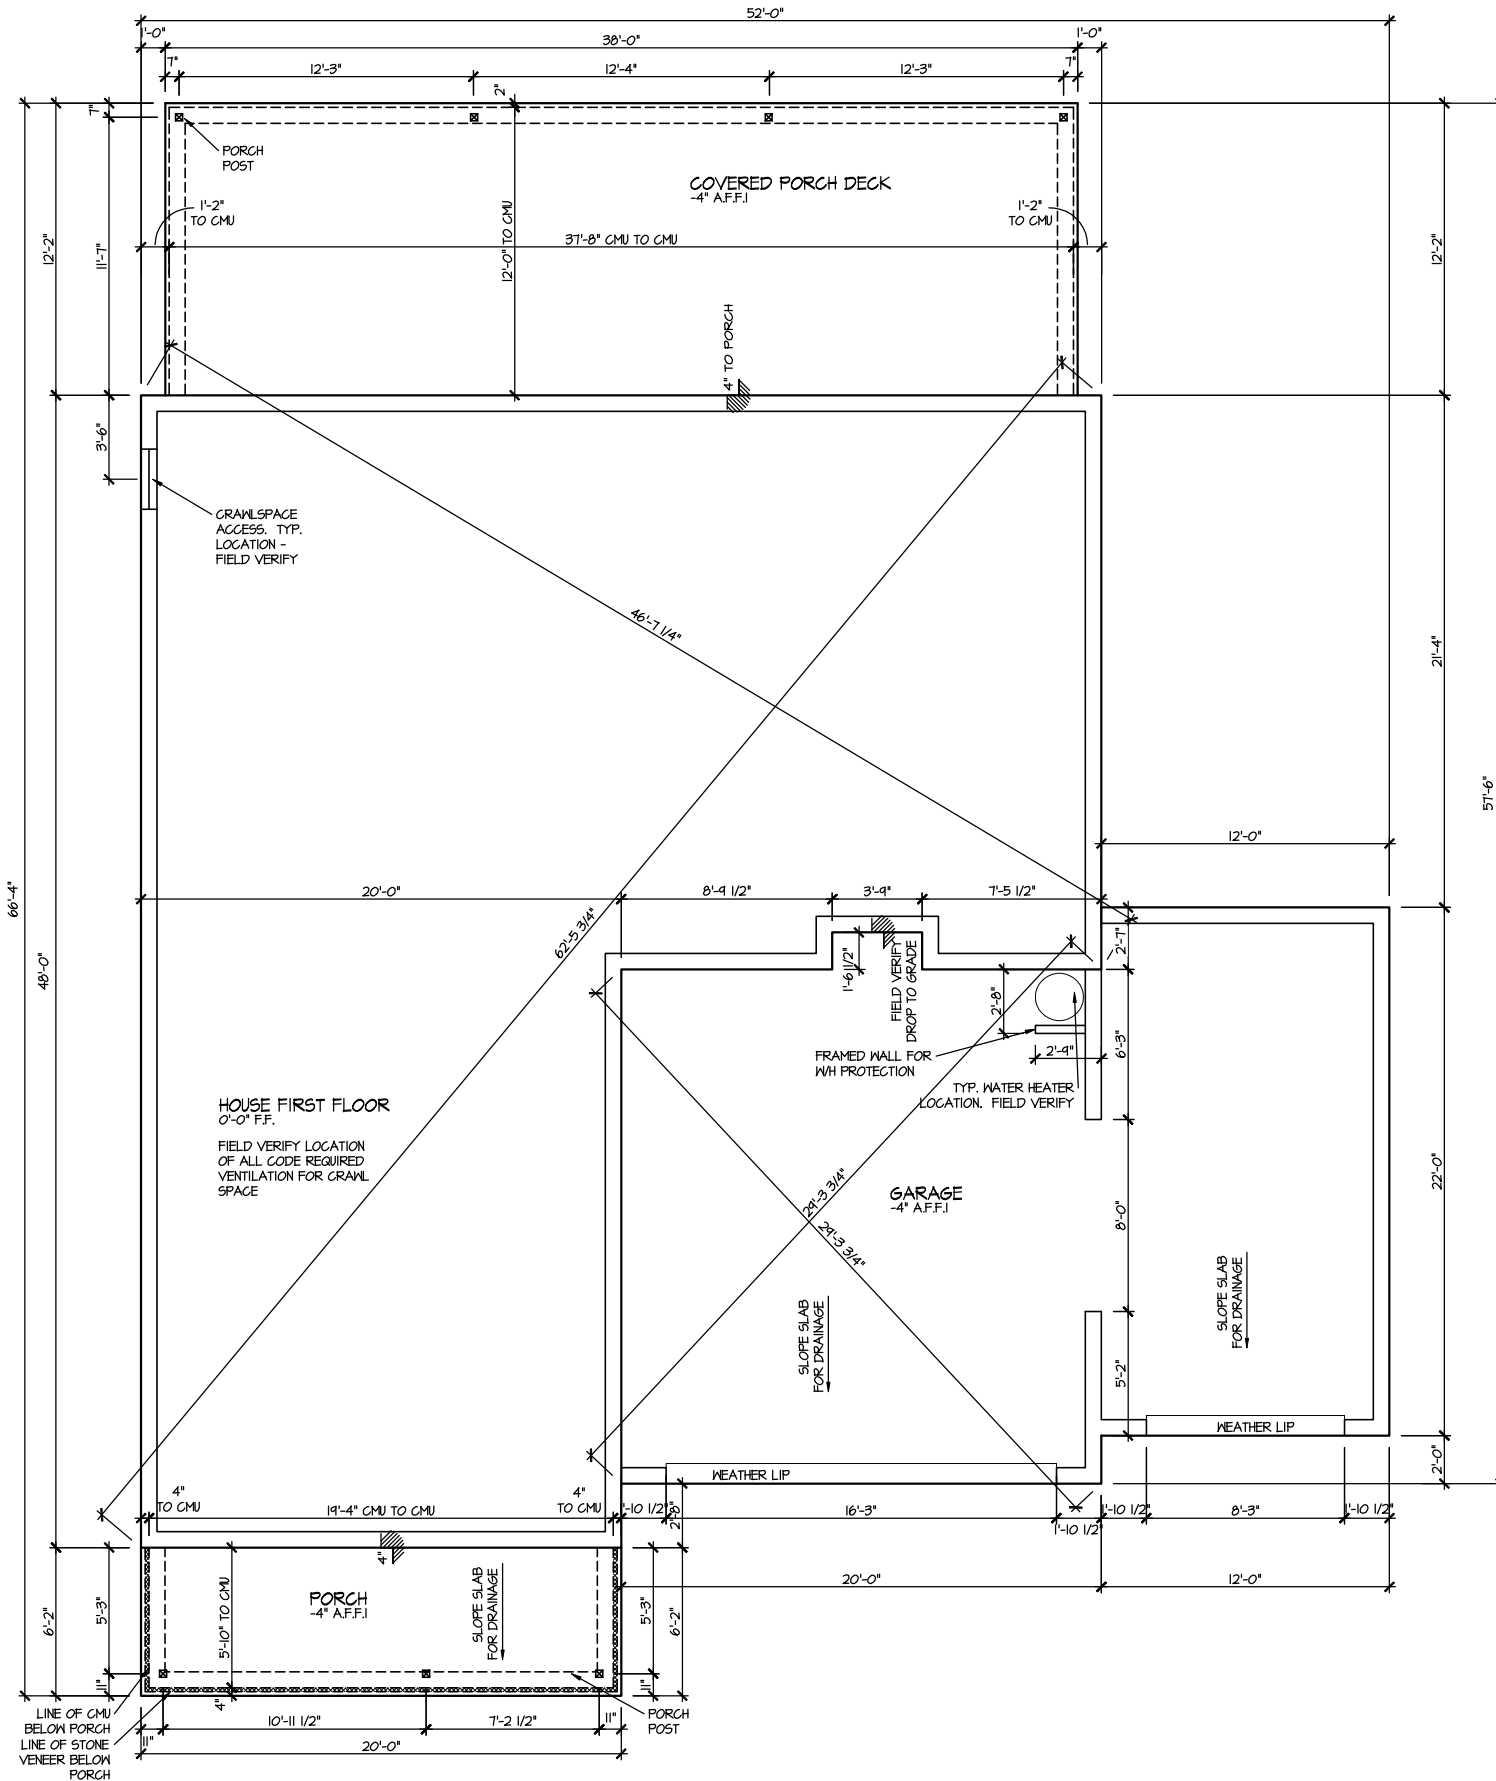 52'-0"
1'-0"
38'-0"
1'-0"
7"
12'-3"
12'-4"
12'-3"
7"
7"
2"
PORCH
POST
COVERED PORCH DECK
-4" A.F.F.I
1'-2"
TO CMU
1'-2"
TO CMU
12'-0" TO CMU
37'-8" CMU TO CMU
12'-2"
11'-7"
12'-2"
4" TO PORCH
3'-6"
CRAWLSPACE
ACCESS. TYP.
LOCATION -
FIELD VERIFY
46'-7 1/4"
21'-4"
57'-6"
12'-0"
66'-4"
48'-0"
20'-0"
8'-9 1/2"
3'-9"
7'-5 1/2"
62'-5 3/4"
1'-6 1/2"
FIELD VERIFY
DROP TO GRADE
2'-7"
2'-8"
6'-3"
2'-9"
FRAMED WALL FOR
W/H PROTECTION
TYP. WATER HEATER
LOCATION. FIELD VERIFY
HOUSE FIRST FLOOR
0'-0" F.F.
FIELD VERIFY LOCATION
OF ALL CODE REQUIRED
VENTILATION FOR CRAWL
SPACE
29'-3 3/4"
29'-3 3/4"
GARAGE
-4" A.F.F.I
8'-0"
22'-0"
SLOPE SLAB
FOR DRAINAGE
SLOPE SLAB
FOR DRAINAGE
5'-2"
WEATHER LIP
WEATHER LIP
2'-0"
4"
TO CMU
19'-4" CMU TO CMU
4"
TO CMU
1'-10 1/2"
2'-8"
16'-3"
1'-10 1/2"
1'-10 1/2"
8'-3"
1'-10 1/2"
4"
20'-0"
12'-0"
6'-2"
5'-3"
5'-10" TO CMU
PORCH
-4" A.F.F.I
SLOPE SLAB
FOR DRAINAGE
5'-3"
6'-2"
11"
4"
11"
LINE OF CMU
BELOW PORCH
LINE OF STONE
VENEER BELOW
PORCH
11"
10'-11 1/2"
7'-2 1/2"
11"
PORCH
POST
20'-0"